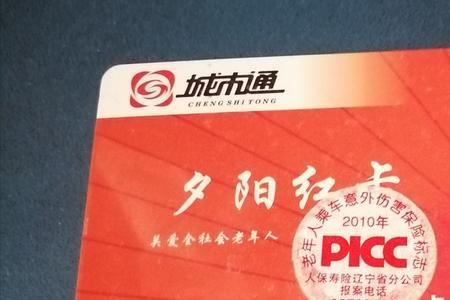 城市通
CHENG SHI TONG
夕阳红卡
关爱全社会老年人
老年人乘车意外伤害保险标志
2010年
PICC
人保寿险辽宁省分公司
报案电话